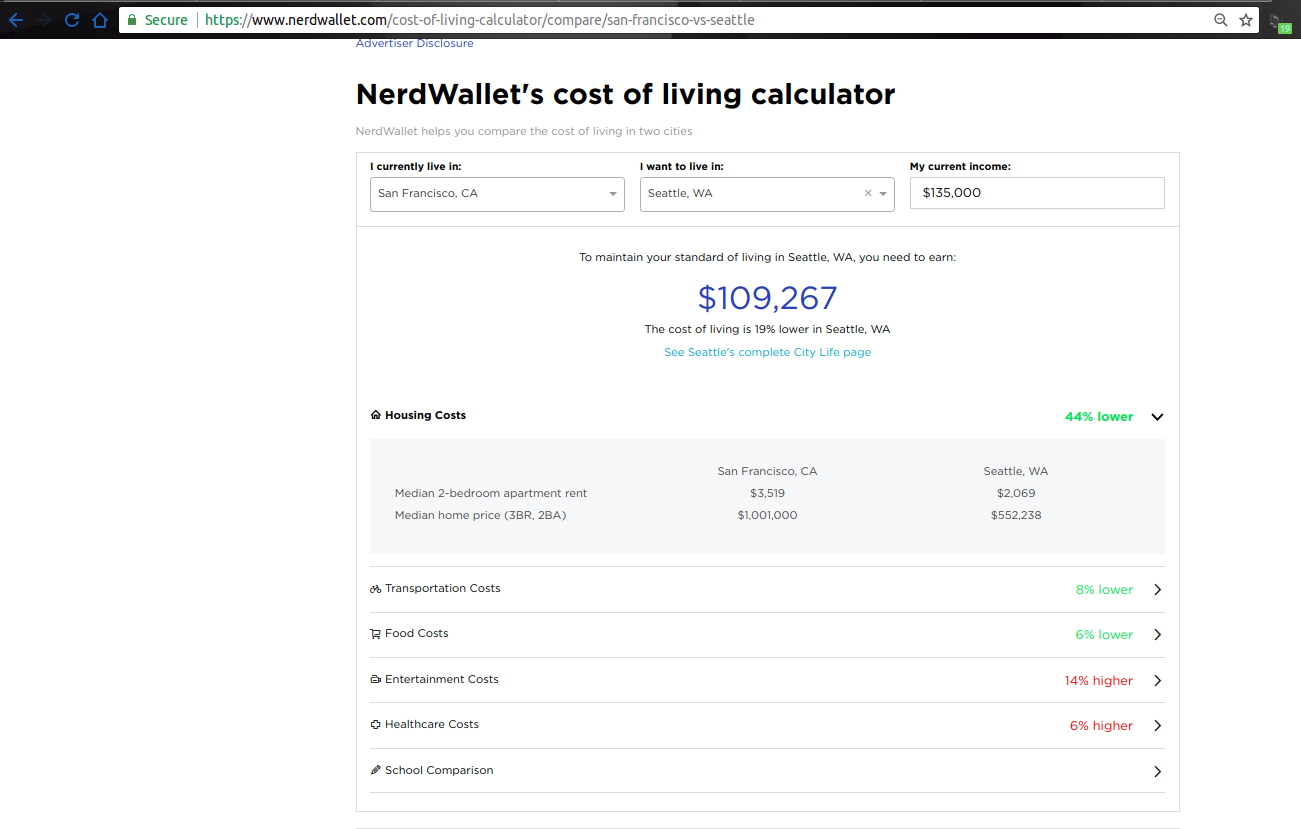 Secure https://www.nerdwallet.com/cost-of-living-calculator/compare/san-francisco-vs-seattle
19
Advertiser Disclosure
NerdWallet's cost of living calculator
NerdWallet helps you compare the cost of living in two cities
I currently live in: I want to live in: My current income:
San Francisco, CA Seattle, WA × $135,000
To maintain your standard of living in Seattle, WA, you need to earn:
$109,267
The cost of living is 19% lower in Seattle, WA
See Seattle's complete City Life page
Housing Costs 44% lower
San Francisco, CA Seattle, WA
Median 2-bedroom apartment rent $3,519 $2,069
Median home price (3BR, 2BA) $1,001,000 $552,238
Transportation Costs 8% lower
Food Costs 6% lower
Entertainment Costs 14% higher
Healthcare Costs 6% higher
School Comparison